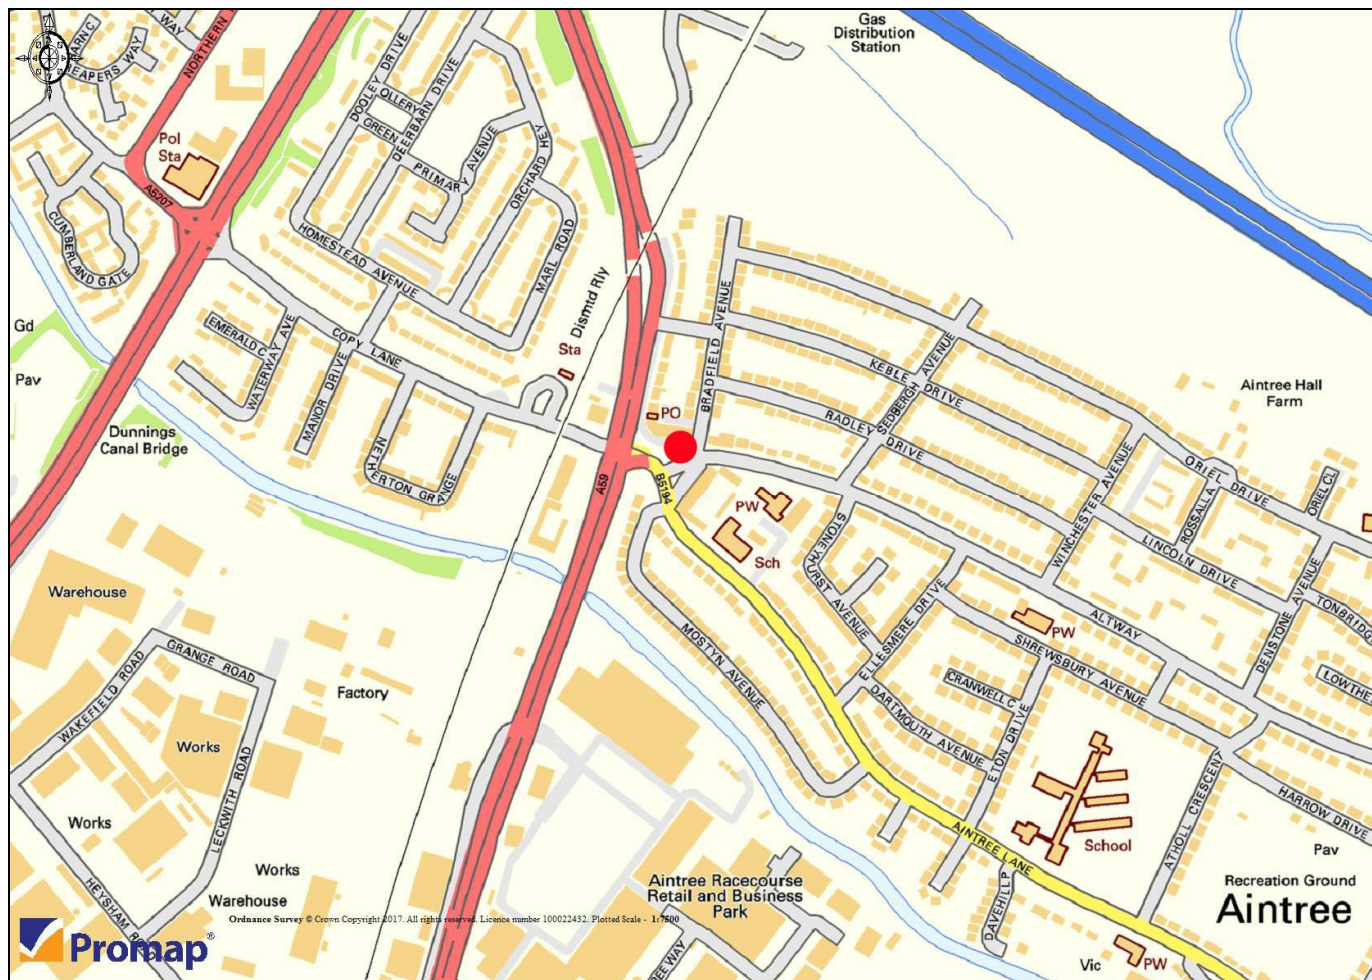 Gas
Distribution
Station
NORTHERN
REAPERS WAY
WAY
DOOLEY DRIVE
DEERBARN DRIVE
GREEN
PRIMARY AVENUE
ORCHARD HEY
Pol
Sta
A5207
CUMBERLAND GATE
HOMESTEAD AVENUE
MARL ROAD
Dismtd Rly
Sta
BRADFIELD AVENUE
Gd
Pav
EMERALD C
WATERWAY AVE
COPY LANE
MANOR DRIVE
NETHERTON GRANGE
Dunnings
Canal Bridge
PO
KEBLE DRIVE
SEDBERGH AVENUE
RADLEY DRIVE
Aintree Hall
Farm
ORIEL DRIVE
ORIEL CL
ROSSALL A
WINCHESTER AVENUE
LINCOLN DRIVE
A59
B5194
PW
Sch
STONEYHURST AVENUE
ELLESMERE DRIVE
ALTWAY
PW
SHREWSBURY AVENUE
DENSTONE AVENUE
TONBRIDG
LOWTHE
Warehouse
GRANGE ROAD
WAKEFIELD ROAD
Factory
Works
LECKWITH ROAD
MOSTYN AVENUE
CRANWELL C
DARTMOUTH AVENUE
ETON DRIVE
ATHOLL CRESCENT
HARROW DRIVE
Works
HEYSHAM
Works
Warehouse
AINTREE LANE
School
Pav
Aintree Racecourse
Retail and Business
Park
Recreation Ground
Aintree
DAVEHILL P
Vic
PW
EEWAY
Ordnance Survey © Crown Copyright 2017. All rights reserved. Licence number 100022432. Plotted Scale - 1:7500
Promap®